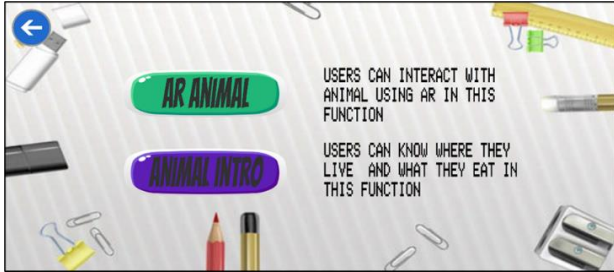 AR ANIMAL
USERS CAN INTERACT WITH
ANIMAL USING AR IN THIS
FUNCTION
ANIMAL INTRO
USERS CAN KNOW WHERE THEY
LIVE AND WHAT THEY EAT IN
THIS FUNCTION